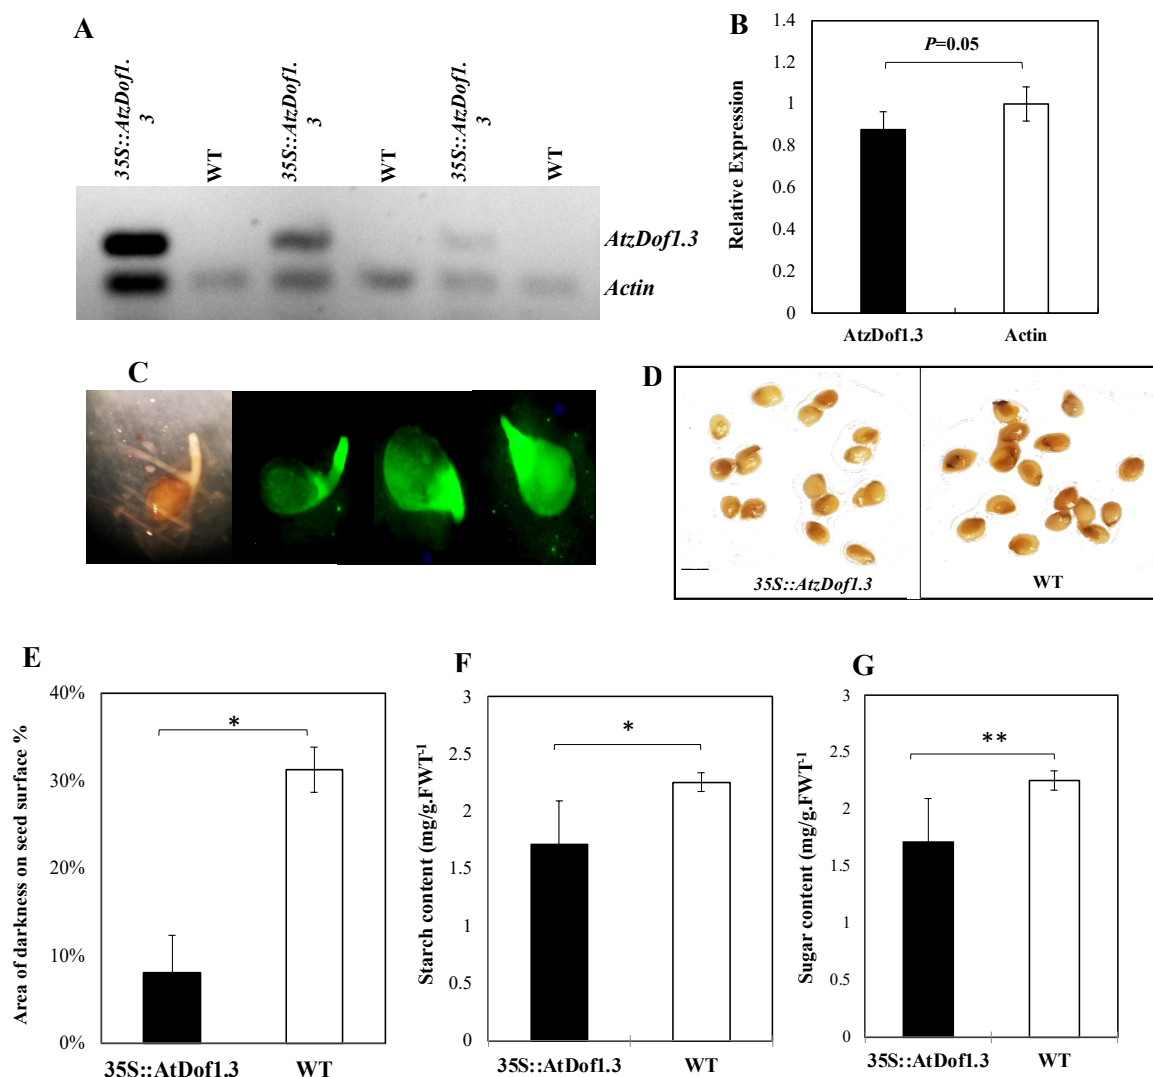 A
35S::AtzDof1.
3
WT
35S::AtzDof1.
3
WT
35S::AtzDof1.
3
WT
AtzDof1.3
Actin
B
Relative Expression
1.4
1.2
1
0.8
0.6
0.4
0.2
0
P=0.05
AtzDof1.3
Actin
C
D
35S::AtzDof1.3
WT
E
Area of darkness on seed surface %
40%
30%
20%
10%
0%
*
35S::AtDof1.3
WT
F
Starch content (mg/g.FWT-1
3
2.5
2
1.5
1
0.5
0
*
35S::AtDof1.3
WT
G
Sugar content (mg/g.FWT-1
3
2.5
2
1.5
1
0.5
0
**
35S::AtDof1.3
WT